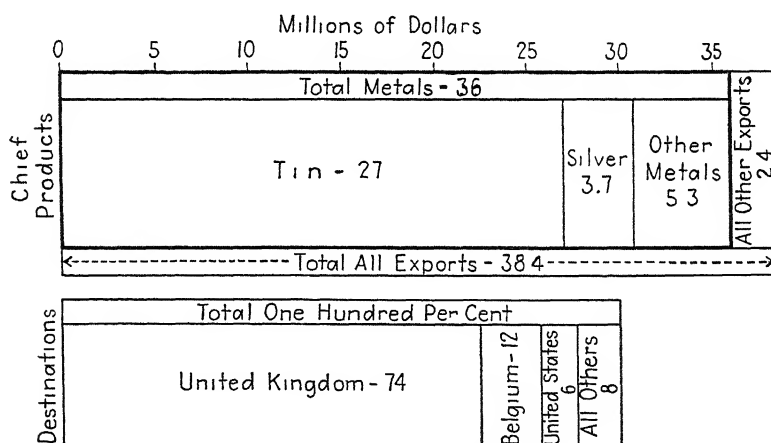 Millions of Dollars
0 5 10 15 20 25 30 35
Total Metals - 36
Chief Products
Tin - 27
Silver 3.7
Other Metals 5 3
All Other Exports 2 4
Total All Exports - 38 4
Destinations
Total One Hundred Per Cent
United Kingdom - 74
Belgium - 12
United States 6
All Others 8